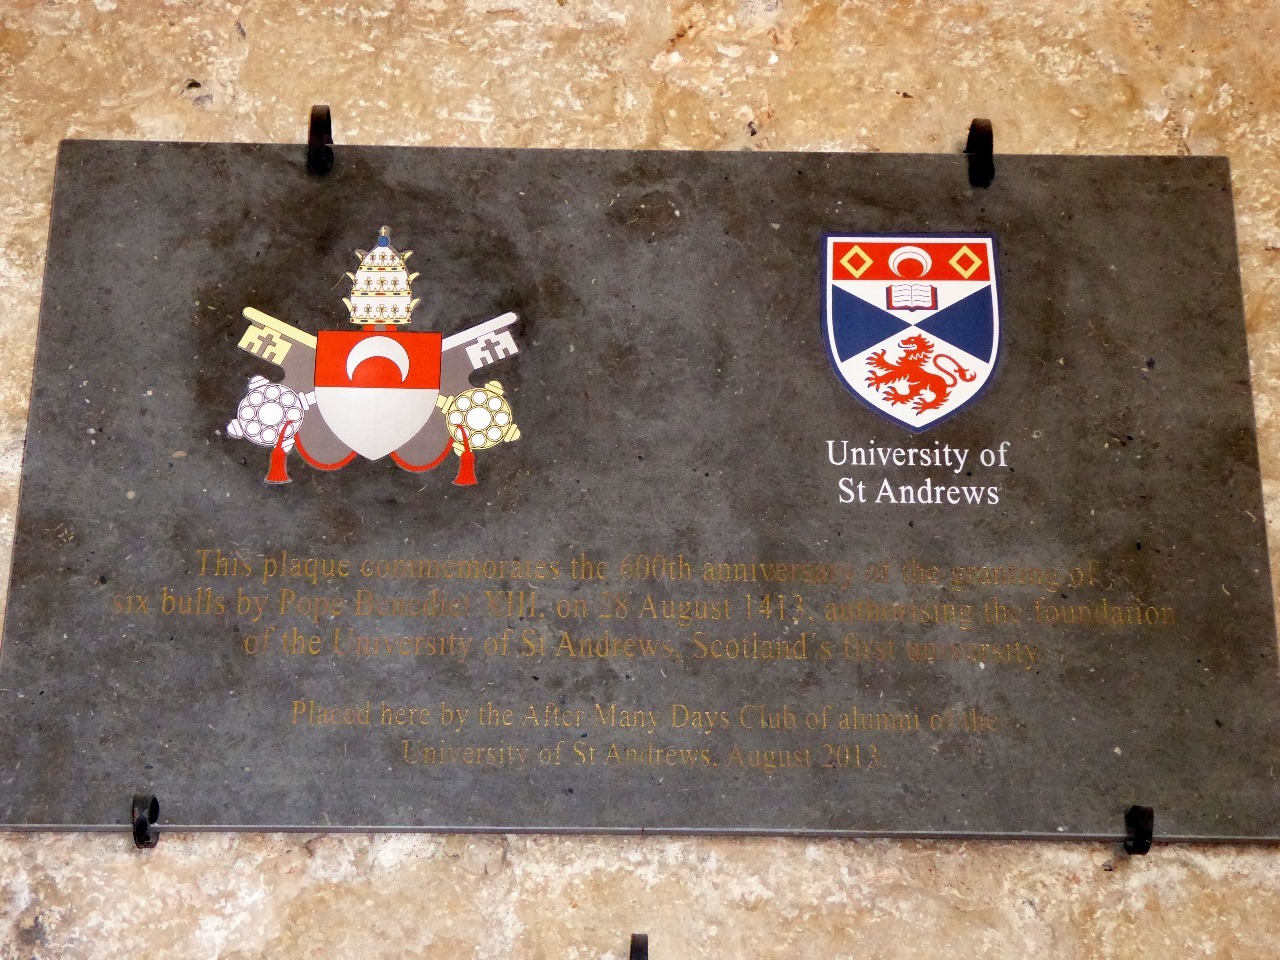 University of
St Andrews
This plaque commemorates the 600th anniversary of the granting of
six bulls by Pope Benedict XIII, on 28 August 1413, authorising the foundation
of the University of St Andrews, Scotland´s first university.
Placed here by the After Many Days Club of alumni of the
University of St Andrews, August 2013.